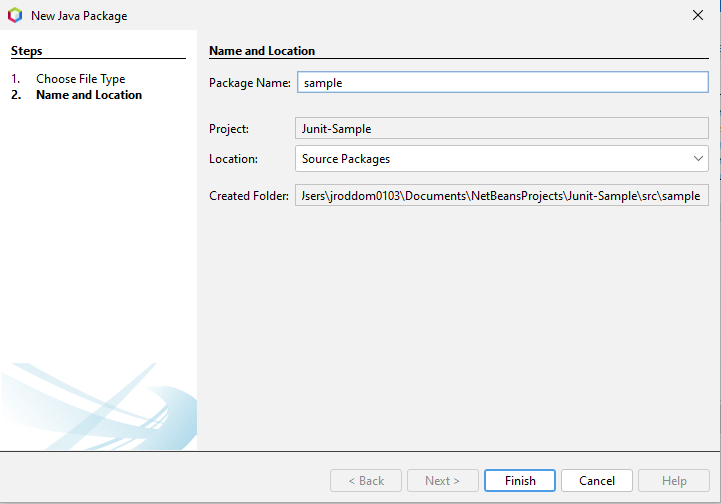 New Java Package
Steps
1. Choose File Type
2. Name and Location
Name and Location
Package Name: sample
Project: Junit-Sample
Location: Source Packages
Created Folder: Jsers\jroddom0103\Documents\NetBeansProjects\Junit-Sample\src\sample
< Back Next > Finish Cancel Help